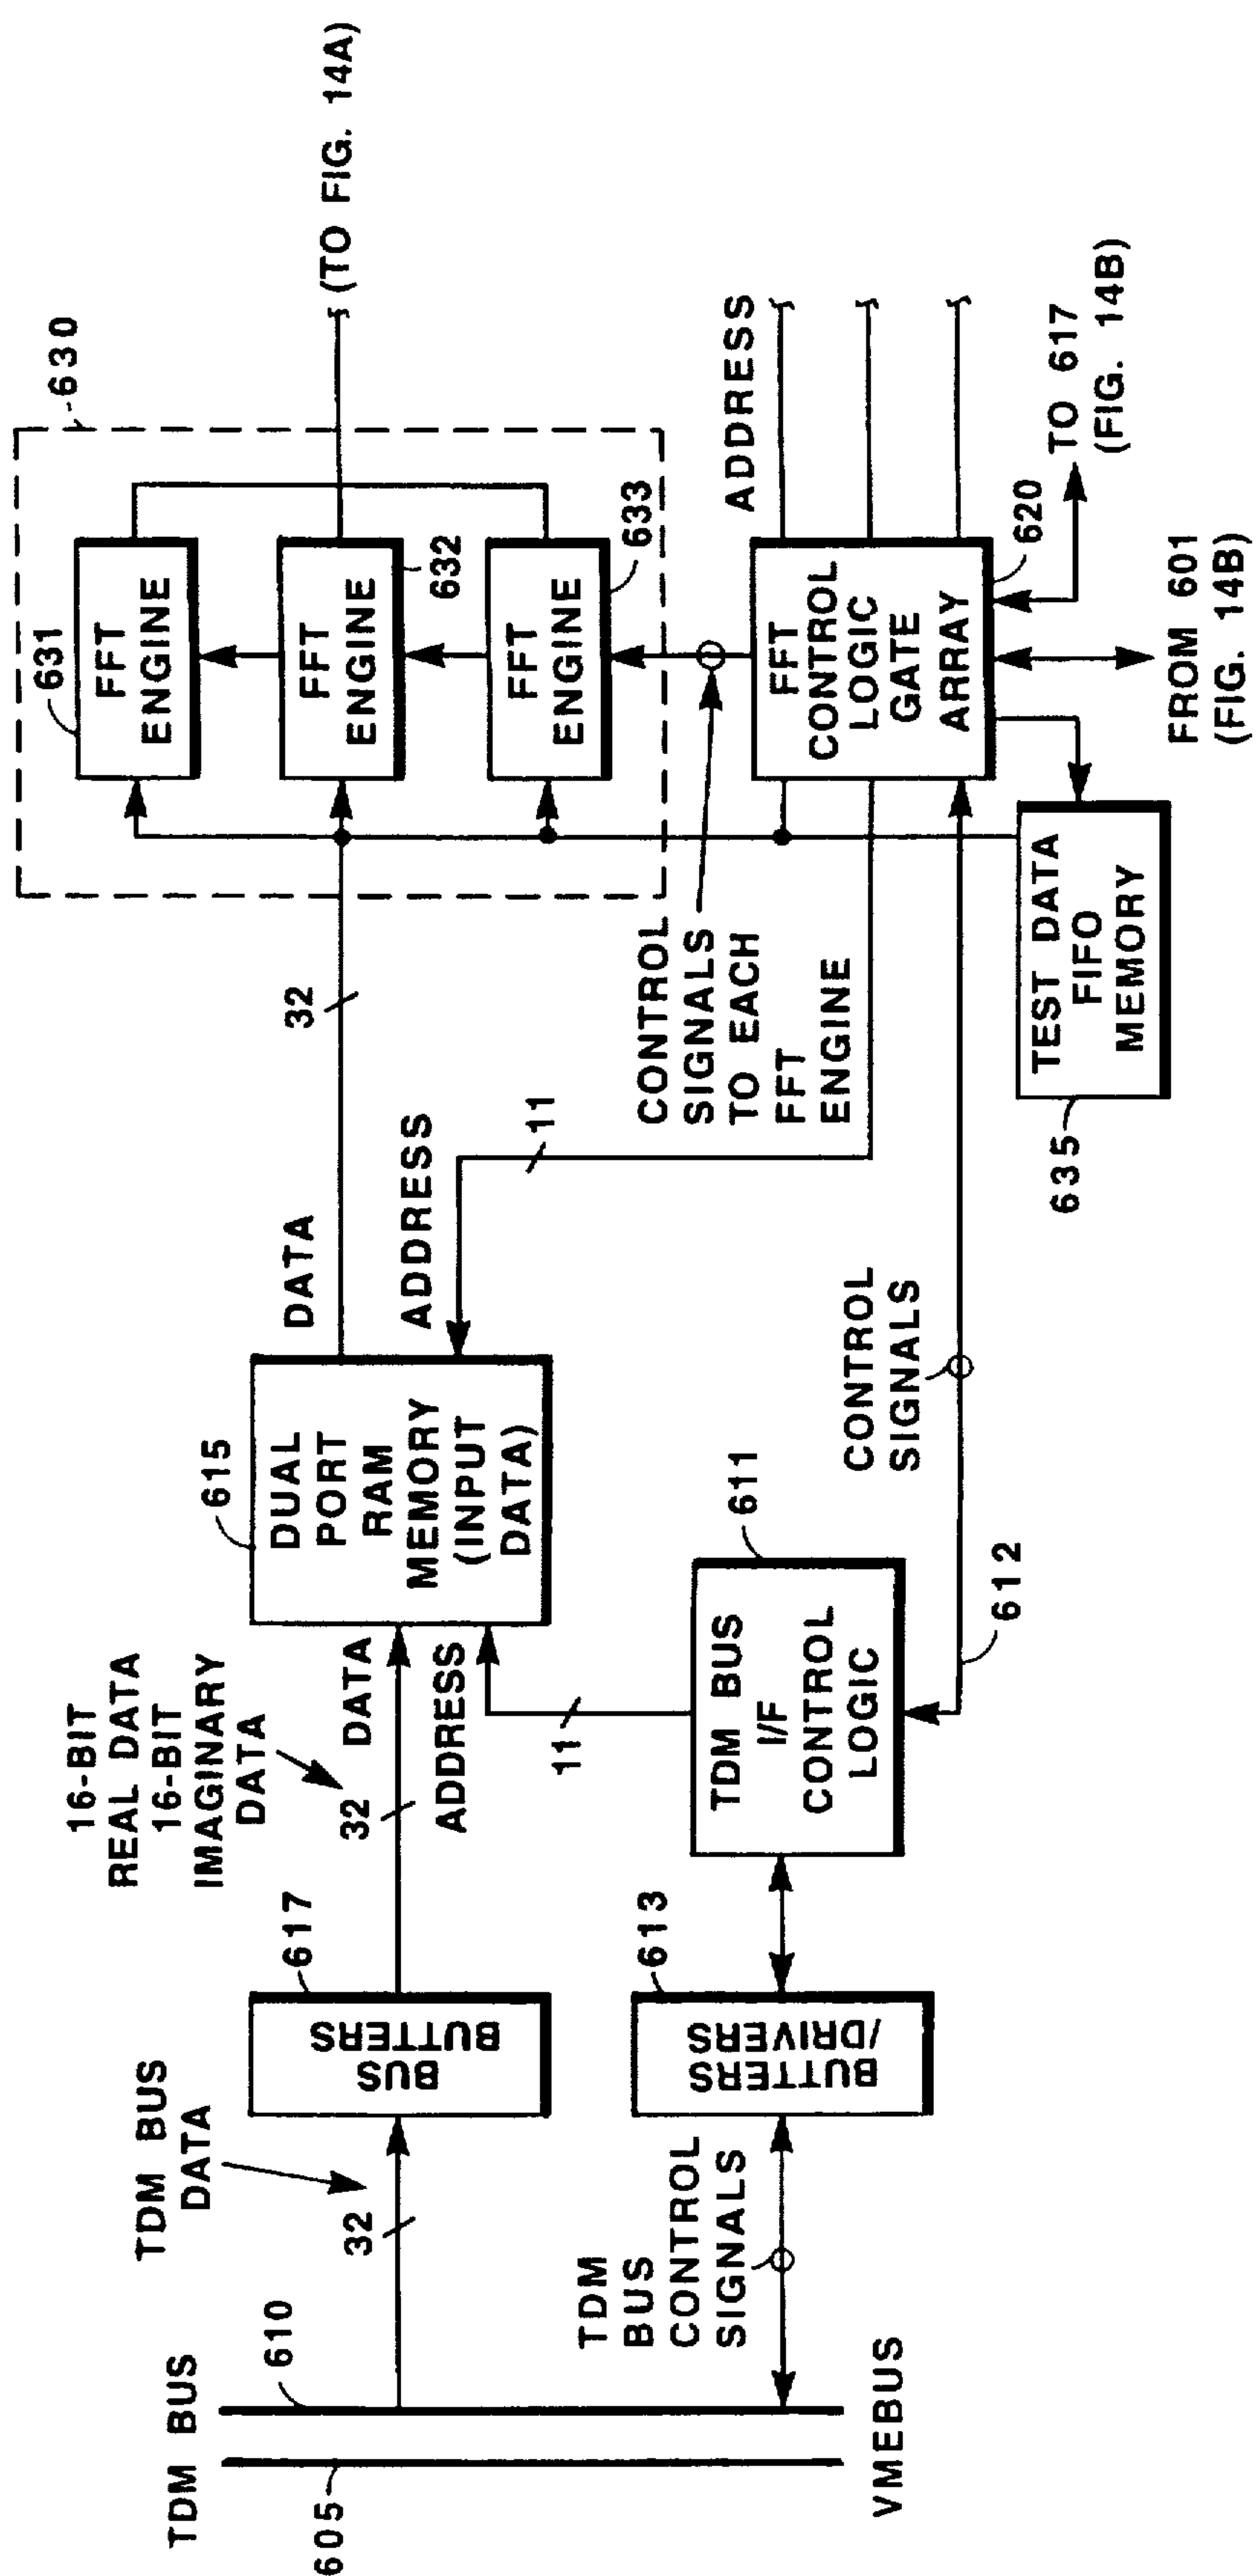 TDM BUS
605
610
VMEBUS
TDM BUS
DATA
32
TDM
BUS
CONTROL
SIGNALS
BUS
BUTTERS
617
BUTTERS
/DRIVERS
613
16-BIT
REAL DATA
16-BIT
IMAGINARY
DATA
32
DATA
ADDRESS
11
TDM BUS
I/F
CONTROL
LOGIC
611
612
DUAL
PORT
RAM
MEMORY
(INPUT
DATA)
615
CONTROL
SIGNALS
DATA
ADDRESS
11
32
CONTROL
SIGNALS
TO EACH
FFT
ENGINE
TEST DATA
FIFO
MEMORY
635
630
FFT
ENGINE
631
FFT
ENGINE
632
FFT
ENGINE
633
FFT
CONTROL
LOGIC
GATE
ARRAY
620
ADDRESS
(TO FIG. 14A)
TO 617
(FIG. 14B)
FROM 601
(FIG. 14B)